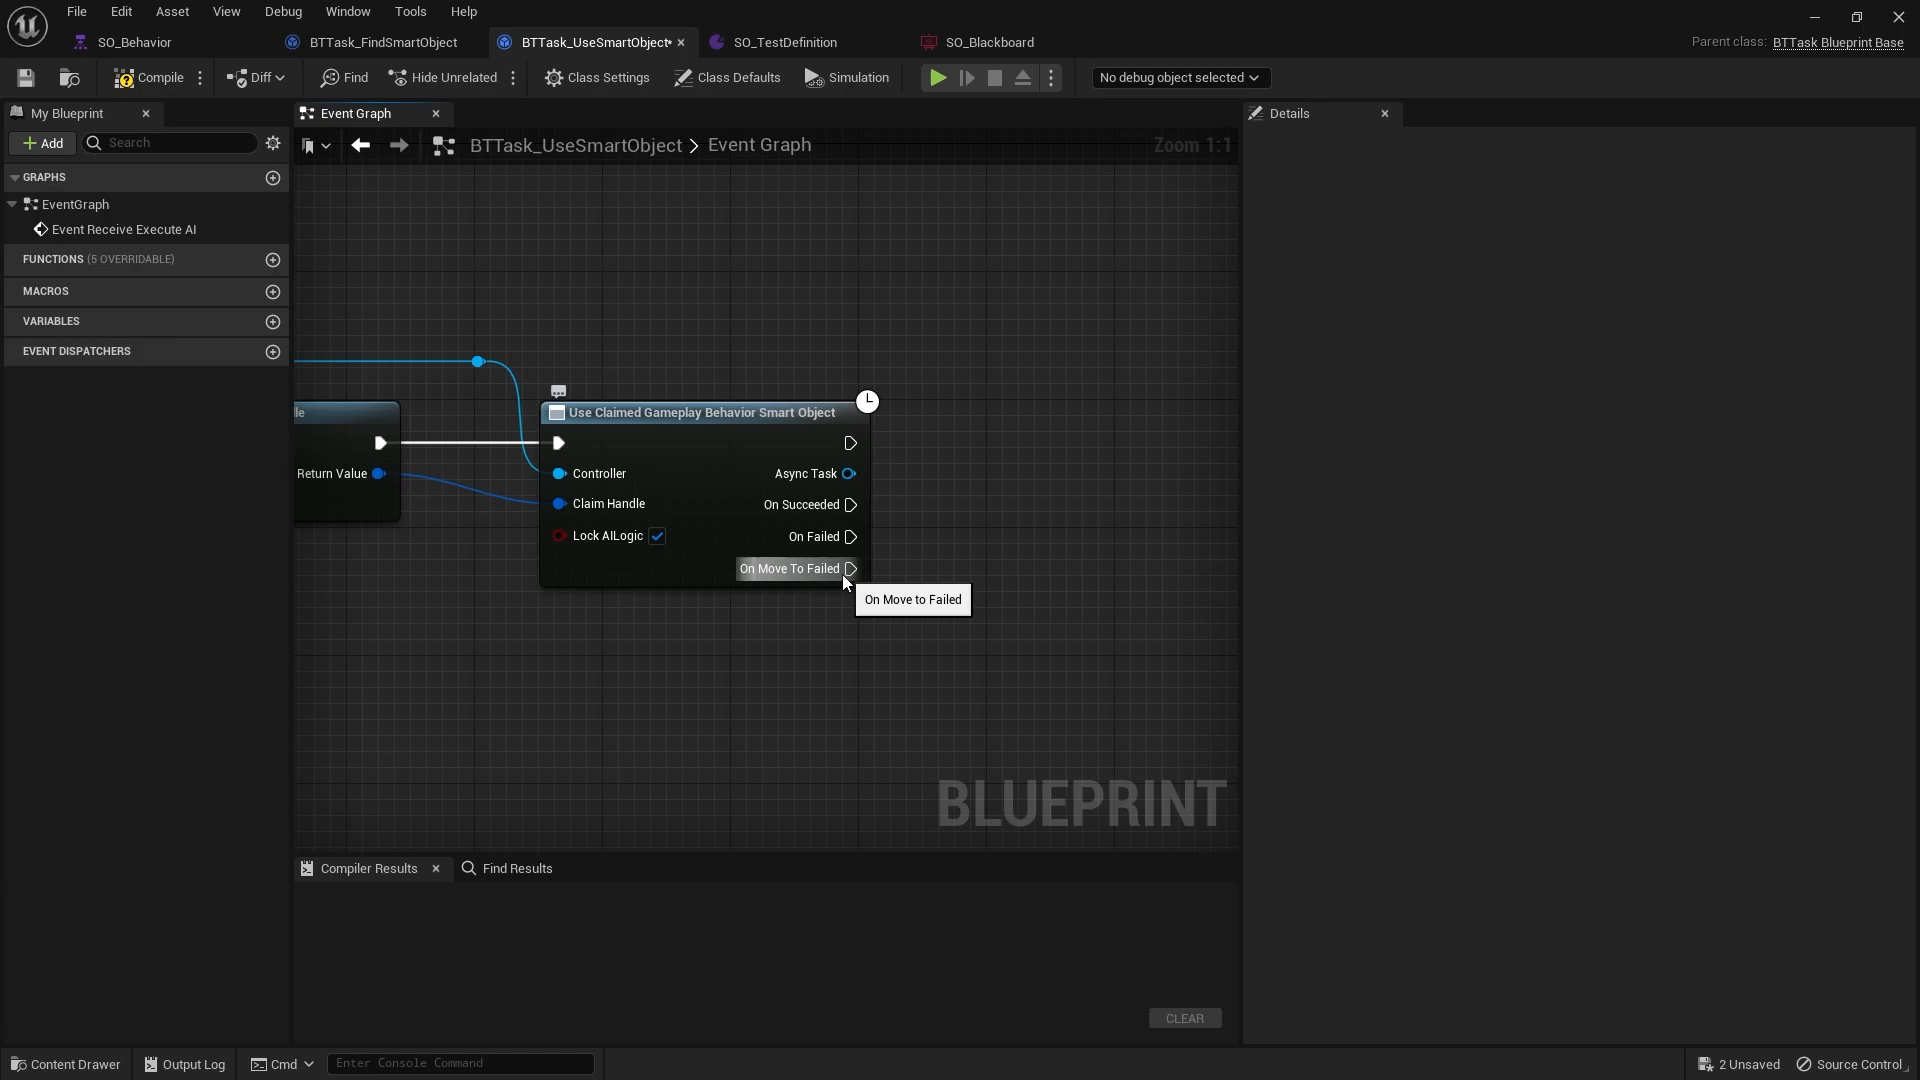 File Edit Asset View Debug Window Tools Help
SO_Behavior BTTask_FindSmartObject BTTask_UseSmartObject* SO_TestDefinition SO_Blackboard Parent class: BTTask Blueprint Base
Compile Diff Find Hide Unrelated Class Settings Class Defaults Simulation No debug object selected
My Blueprint Event Graph Details
Add Search BTTask_UseSmartObject > Event Graph Zoom 1:1
GRAPHS
EventGraph
Event Receive Execute AI
FUNCTIONS (5 OVERRIDABLE)
MACROS
VARIABLES
EVENT DISPATCHERS
le
Return Value
Use Claimed Gameplay Behavior Smart Object
Controller Async Task
Claim Handle On Succeeded
Lock AILogic On Failed
On Move To Failed
On Move to Failed
BLUEPRINT
Compiler Results Find Results
CLEAR
Content Drawer Output Log Cmd Enter Console Command 2 Unsaved Source Control